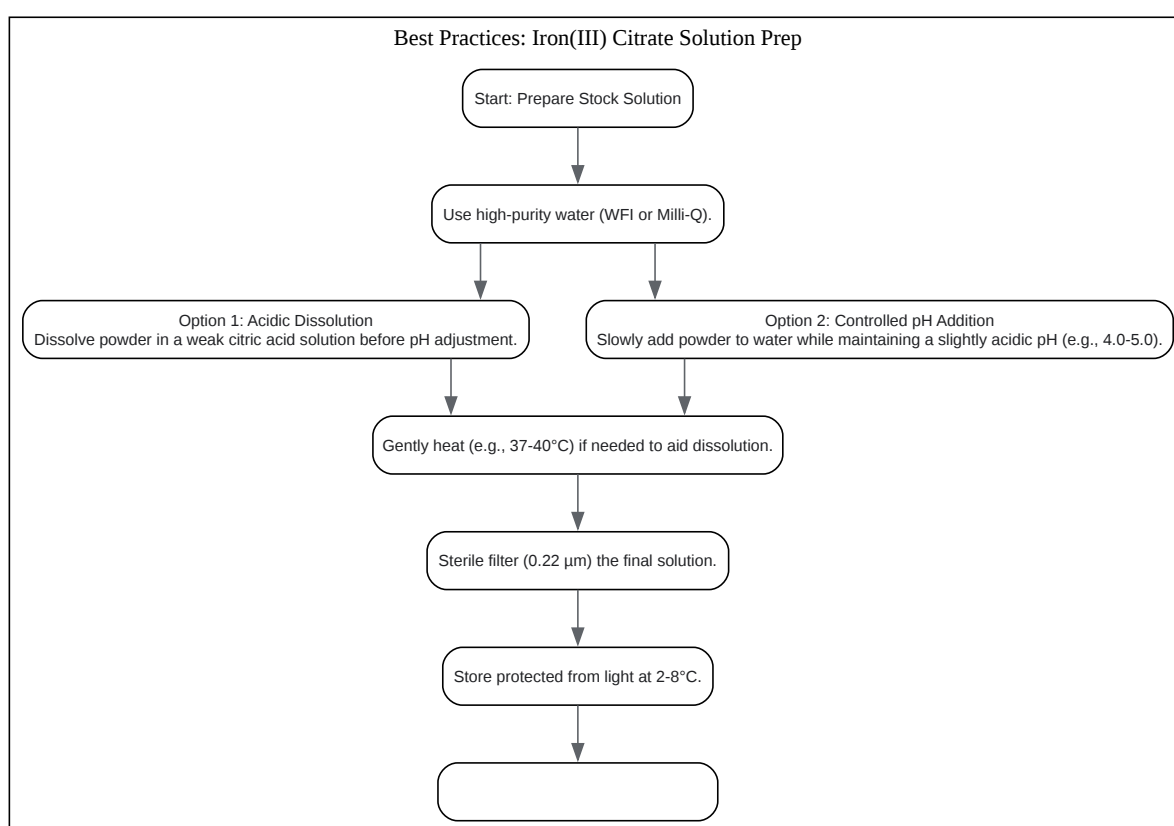 Best Practices: Iron(III) Citrate Solution Prep
Start: Prepare Stock Solution
Use high-purity water (WFI or Milli-Q).
Option 1: Acidic Dissolution
Dissolve powder in a weak citric acid solution before pH adjustment.
Option 2: Controlled pH Addition
Slowly add powder to water while maintaining a slightly acidic pH (e.g., 4.0-5.0).
Gently heat (e.g., 37-40°C) if needed to aid dissolution.
Sterile filter (0.22 µm) the final solution.
Store protected from light at 2-8°C.